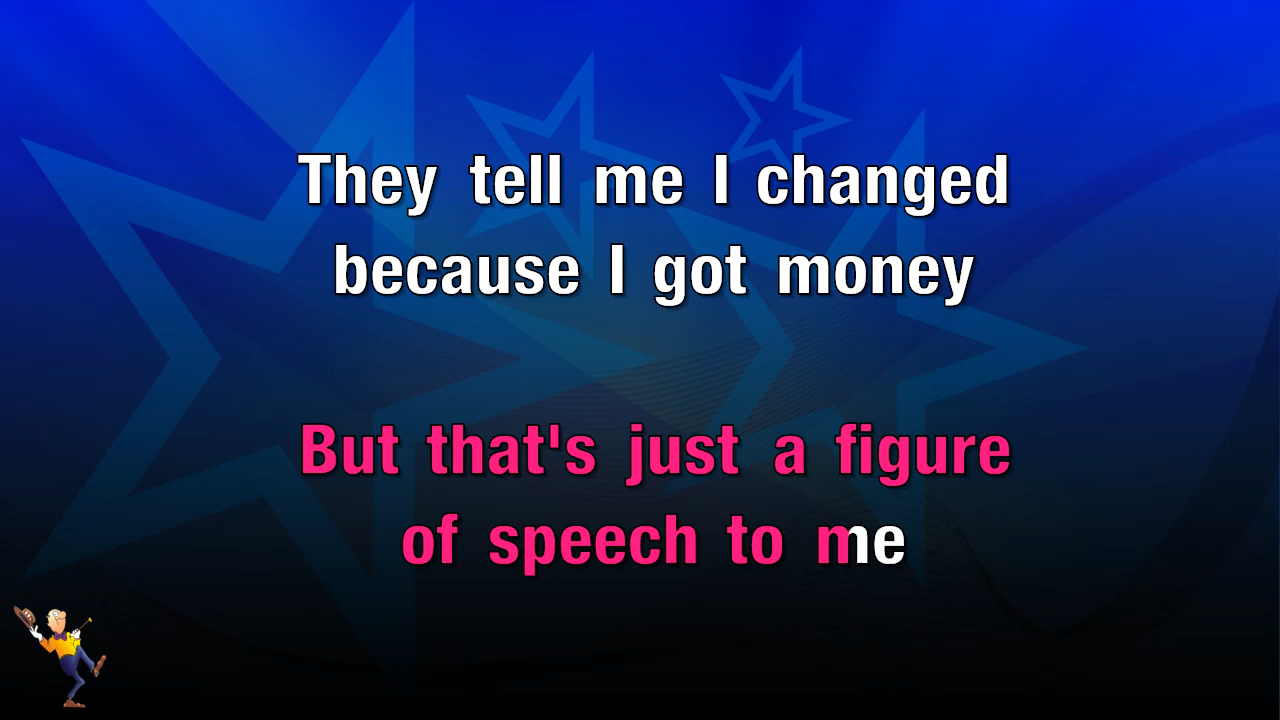 They tell me I changed
because I got money
But that's just a figure
of speech to me